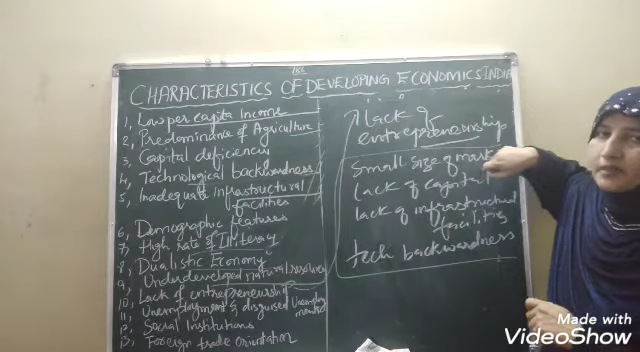 CHARACTERISTICS OF DEVELOPING ECONOMICS INDIA
1, Low per capita Income
2, Predominance of Agriculture
3, Capital deficiency
4, Technological backwardness
5, Inadequate infrastructural
facilities
6, Demographic features
7, High Rate of Illiteracy
8, Dualistic Economy
9, Underdeveloped natural resources
10, Lack of entrepreneurship
11, Unemployment & disguised Unemployment
12, Social Institutions
13, Foreign trade Orientation
lack of
entrepreneurship
Small size of
lack of capital
lack of infrastructural
facilities
tech backwardness
Made with
VideoShow